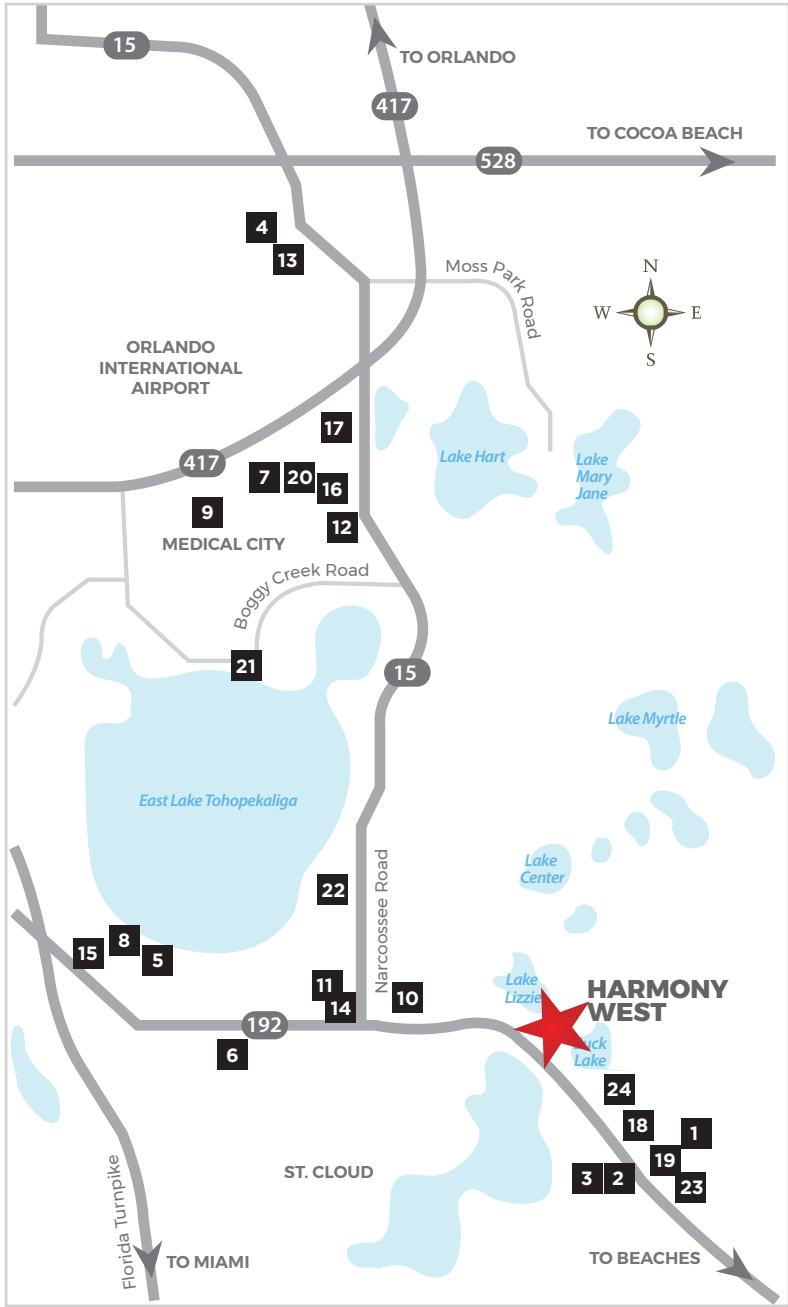 15
TO ORLANDO
417
TO COCOA BEACH
528
4
13
Moss Park Road
N
W
E
S
ORLANDO
INTERNATIONAL
AIRPORT
17
417
7
20
16
Lake Hart
Lake
Mary
Jane
9
12
MEDICAL CITY
Boggy Creek Road
21
15
Lake Myrtle
East Lake Tohopekaliga
Narcoossee Road
Lake
Center
22
15
8
5
11
14
10
Lake
Lizzie
HARMONY
WEST
192
6
uck
Lake
24
18
1
19
3
2
23
ST. CLOUD
Florida Turnpike
TO MIAMI
TO BEACHES